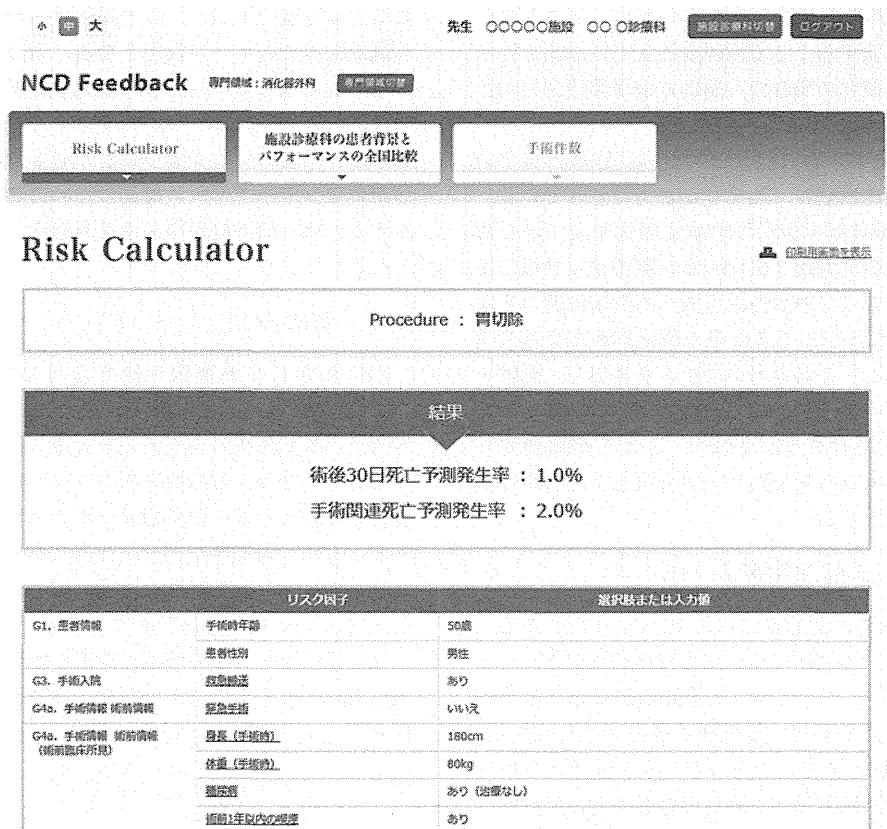 小 中 大
先生 ○○○○○施設 ○○ ○診療科 施設診療科切替 ログアウト
NCD Feedback 専門領域：消化器外科 専門領域切替
Risk Calculator
施設診療科の患者背景と
パフォーマンスの全国比較
手術件数
Risk Calculator
印刷用画面を表示
Procedure ： 胃切除
結果
術後30日死亡予測発生率 ： 1.0%
手術関連死亡予測発生率 ： 2.0%
リスク因子 選択肢または入力値
G1. 患者情報 手術時年齢 50歳
患者性別 男性
G3. 手術入院 救急搬送 あり
G4a. 手術情報 術前情報 緊急手術 いいえ
G4a. 手術情報 術前情報 身長（手術時） 180cm
（術前臨床所見）
体重（手術時） 80kg
糖尿病 あり（治療なし）
術前1年以内の喫煙 あり